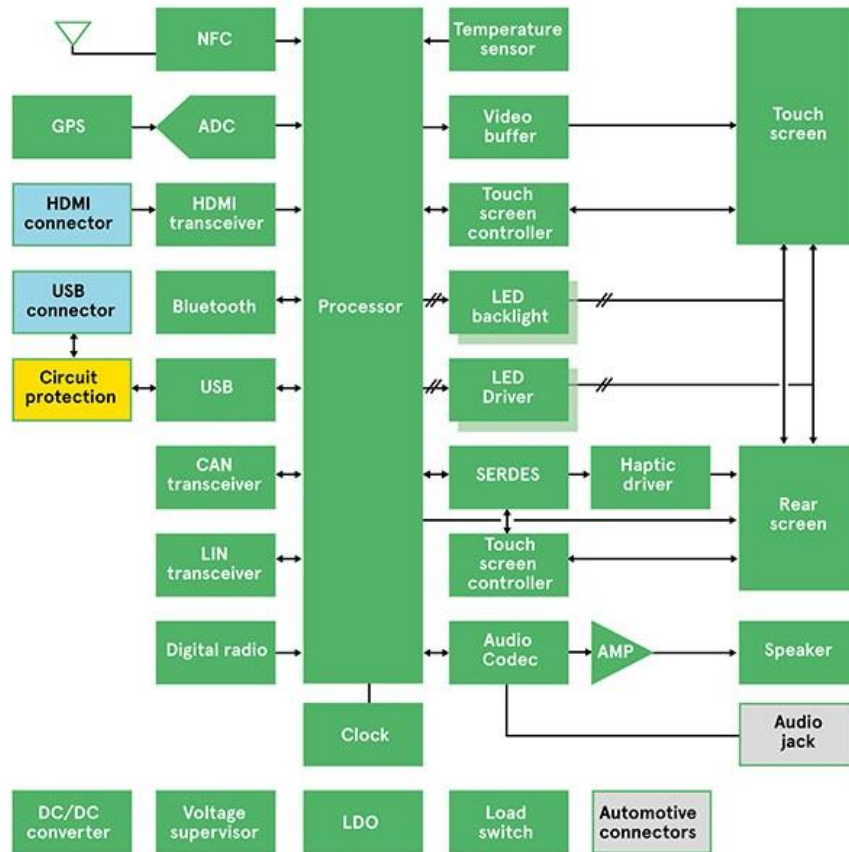 NFC
Temperature
sensor
GPS
ADC
Video
buffer
Touch
screen
HDMI
connector
HDMI
transceiver
Touch
screen
controller
USB
connector
Bluetooth
Processor
LED
backlight
Circuit
protection
USB
LED
Driver
CAN
transceiver
SERDES
Haptic
driver
Rear
screen
LIN
transceiver
Touch
screen
controller
Digital radio
Audio
Codec
AMP
Speaker
Clock
Audio
jack
DC/DC
converter
Voltage
supervisor
LDO
Load
switch
Automotive
connectors